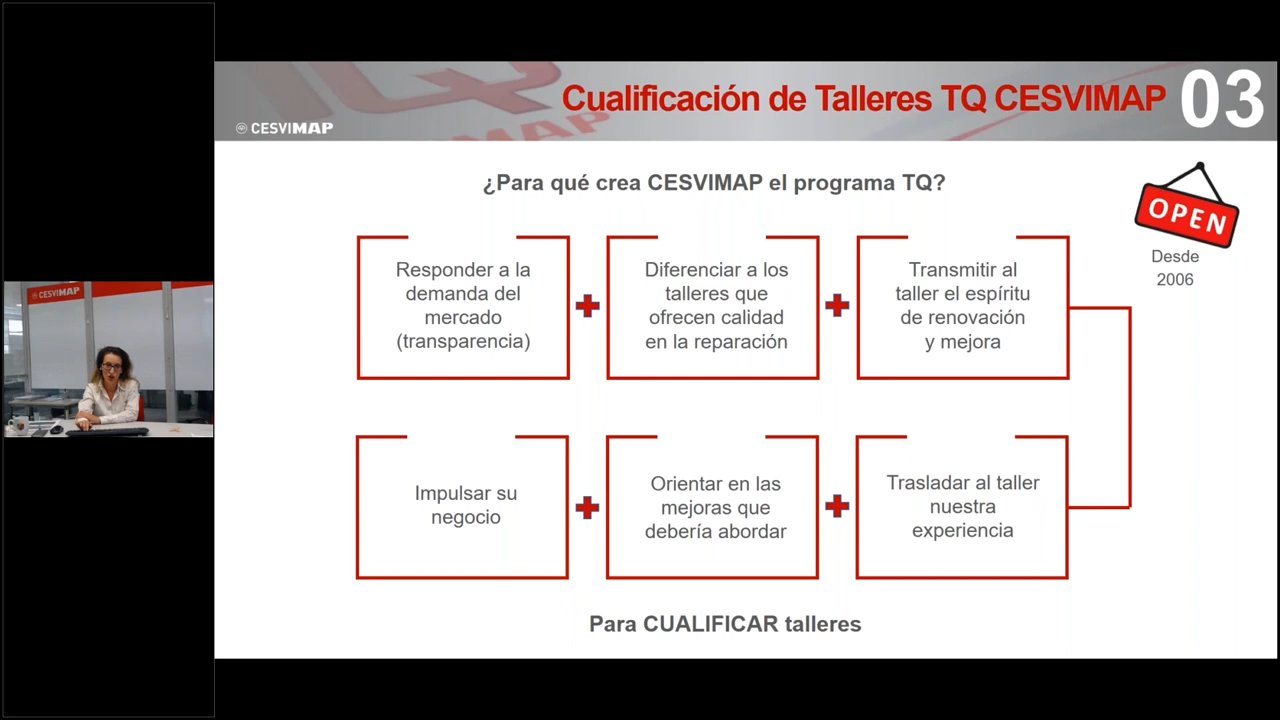 Cualificación de Talleres TQ CESVIMAP
03
CESVIMAP
¿Para qué crea CESVIMAP el programa TQ?
OPEN
Desde
2006
Responder a la
demanda del
mercado
(transparencia)
Diferenciar a los
talleres que
ofrecen calidad
en la reparación
Transmitir al
taller el espíritu
de renovación
y mejora
Trasladar al taller
nuestra
experiencia
Orientar en las
mejoras que
debería abordar
Impulsar su
negocio
Para CUALIFICAR talleres
CESVIMAP